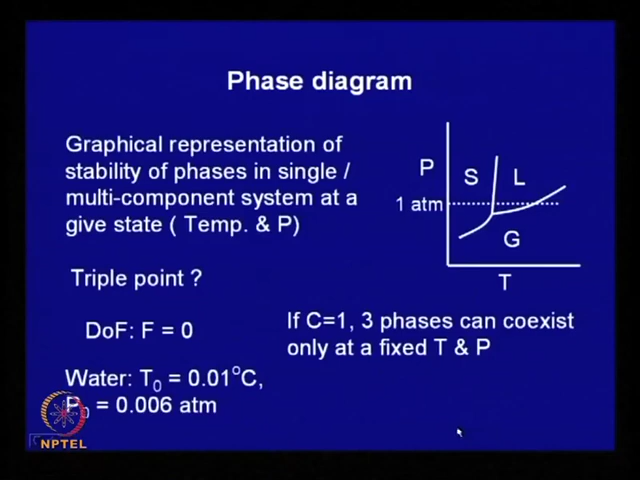 Phase diagram
Graphical representation of
stability of phases in single /
multi-component system at a
give state ( Temp. & P)
P
S
L
1 atm
G
T
Triple point ?
DoF: F = 0
If C=1, 3 phases can coexist
only at a fixed T & P
Water: T₀ = 0.01°C,
P₀ = 0.006 atm
NPTEL